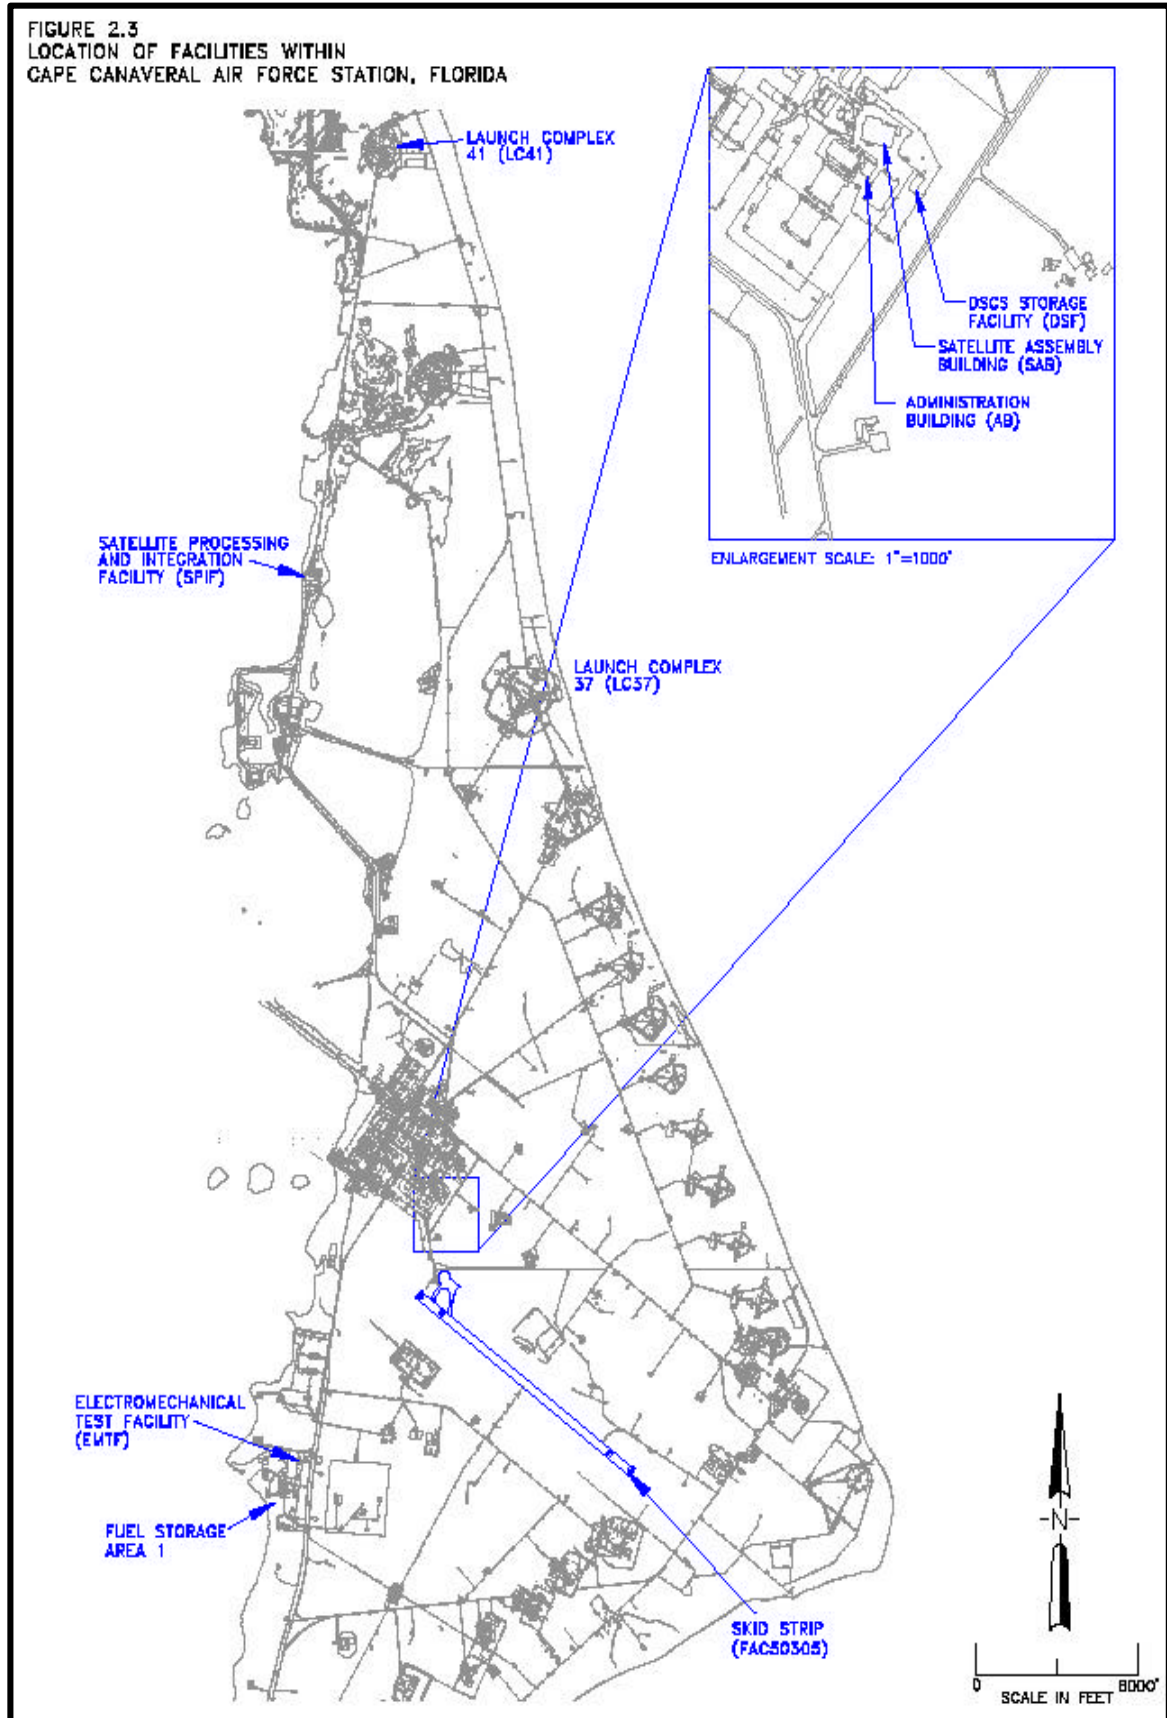 FIGURE 2.3
LOCATION OF FACILITIES WITHIN
CAPE CANAVERAL AIR FORCE STATION, FLORIDA
LAUNCH COMPLEX
41 (LC41)
DSCS STORAGE
FACILITY (DSF)
SATELLITE ASSEMBLY
BUILDING (SAB)
ADMINISTRATION
BUILDING (AB)
ENLARGEMENT SCALE: 1"=1000'
SATELLITE PROCESSING
AND INTEGRATION
FACILITY (SPIF)
LAUNCH COMPLEX
37 (LC37)
ELECTROMECHANICAL
TEST FACILITY
(EMTF)
FUEL STORAGE
AREA 1
SKID STRIP
(FAC50305)
N
0 8000'
SCALE IN FEET